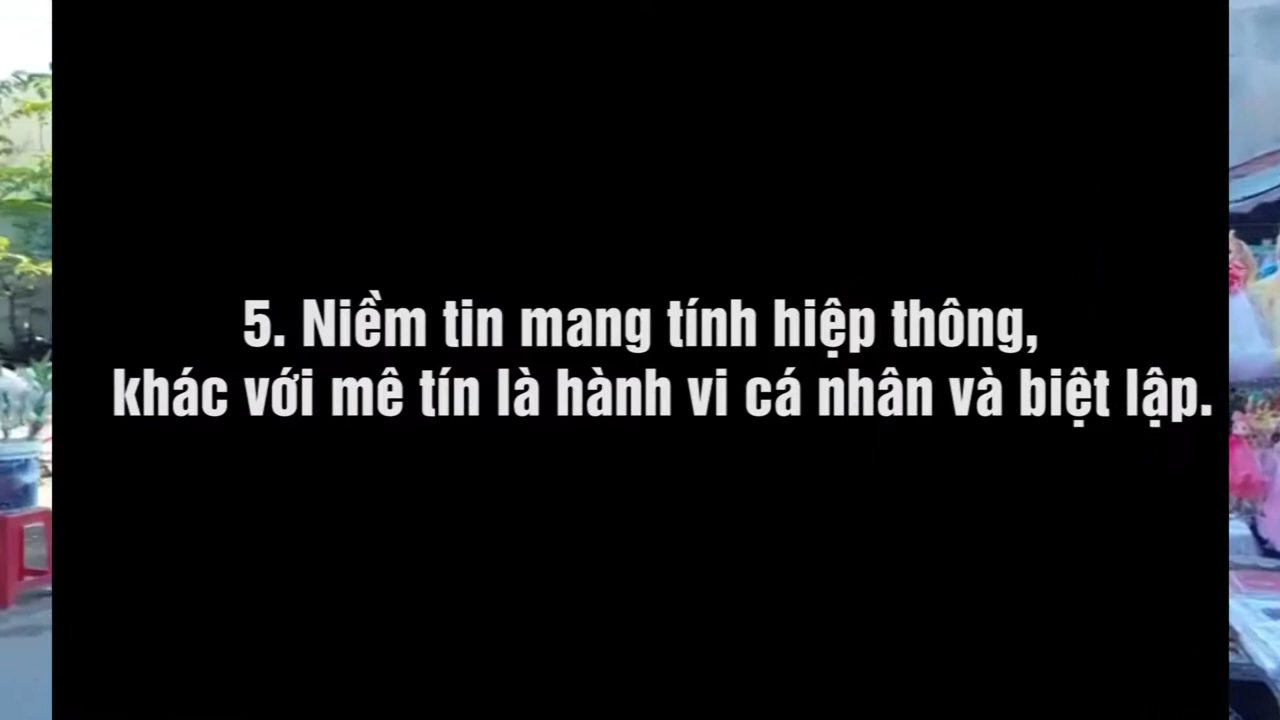 5. Niềm tin mang tính hiệp thông,
khác với mê tín là hành vi cá nhân và biệt lập.